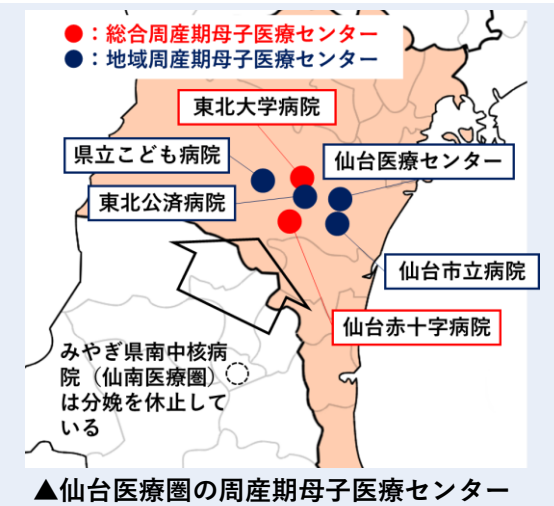 ●：総合周産期母子医療センター
●：地域周産期母子医療センター
東北大学病院
県立こども病院
仙台医療センター
東北公済病院
仙台市立病院
仙台赤十字病院
みやぎ県南中核病
院（仙南医療圏）
は分娩を休止して
いる
▲仙台医療圏の周産期母子医療センター